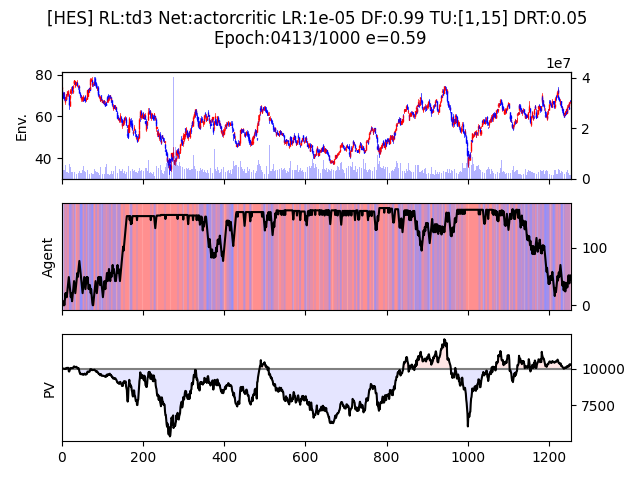 [HES] RL:td3 Net:actorcritic LR:1e-05 DF:0.99 TU:[1,15] DRT:0.05
Epoch:0413/1000 e=0.59
1e7
80
60
40
Env.
4
2
0
Agent
100
0
PV
10000
7500
0 200 400 600 800 1000 1200